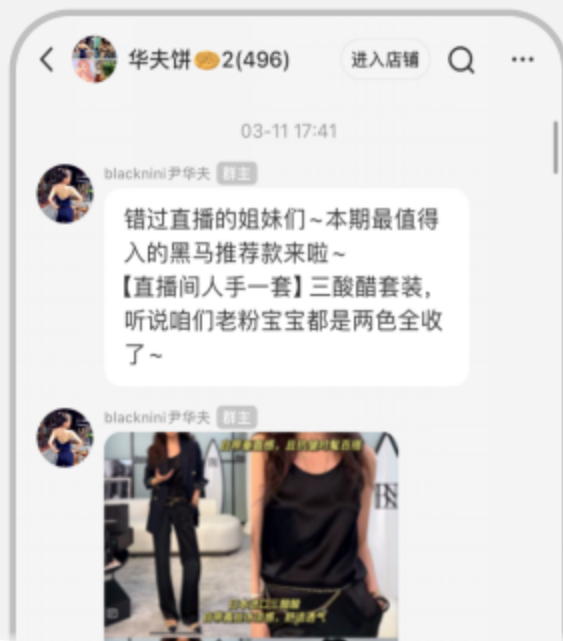 华夫饼🧇2(496)
进入店铺
03-11 17:41
blacknini尹华夫 群主
错过直播的姐妹们~本期最值得
入的黑马推荐款来啦~
【直播间人手一套】三酸醋套装,
听说咱们老粉宝宝都是两色全收
了~
blacknini尹华夫 群主